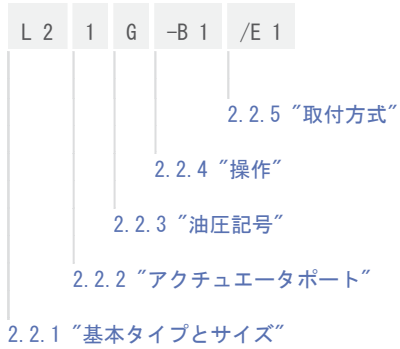 L 2 1 G -B 1 /E 1
2.2.5 "取付方式"
2.2.4 "操作"
2.2.3 "油圧記号"
2.2.2 "アクチュエータポート"
2.2.1 "基本タイプとサイズ"